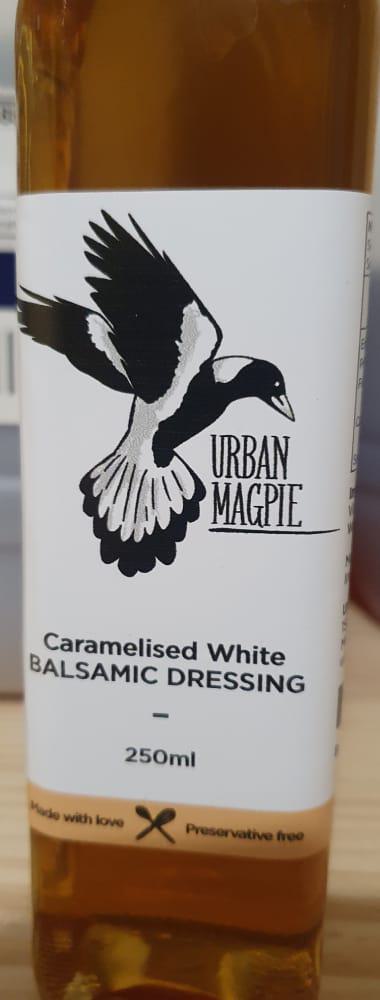 URBAN
MAGPIE
Caramelised White
BALSAMIC DRESSING
250ml
Made with love Preservative free